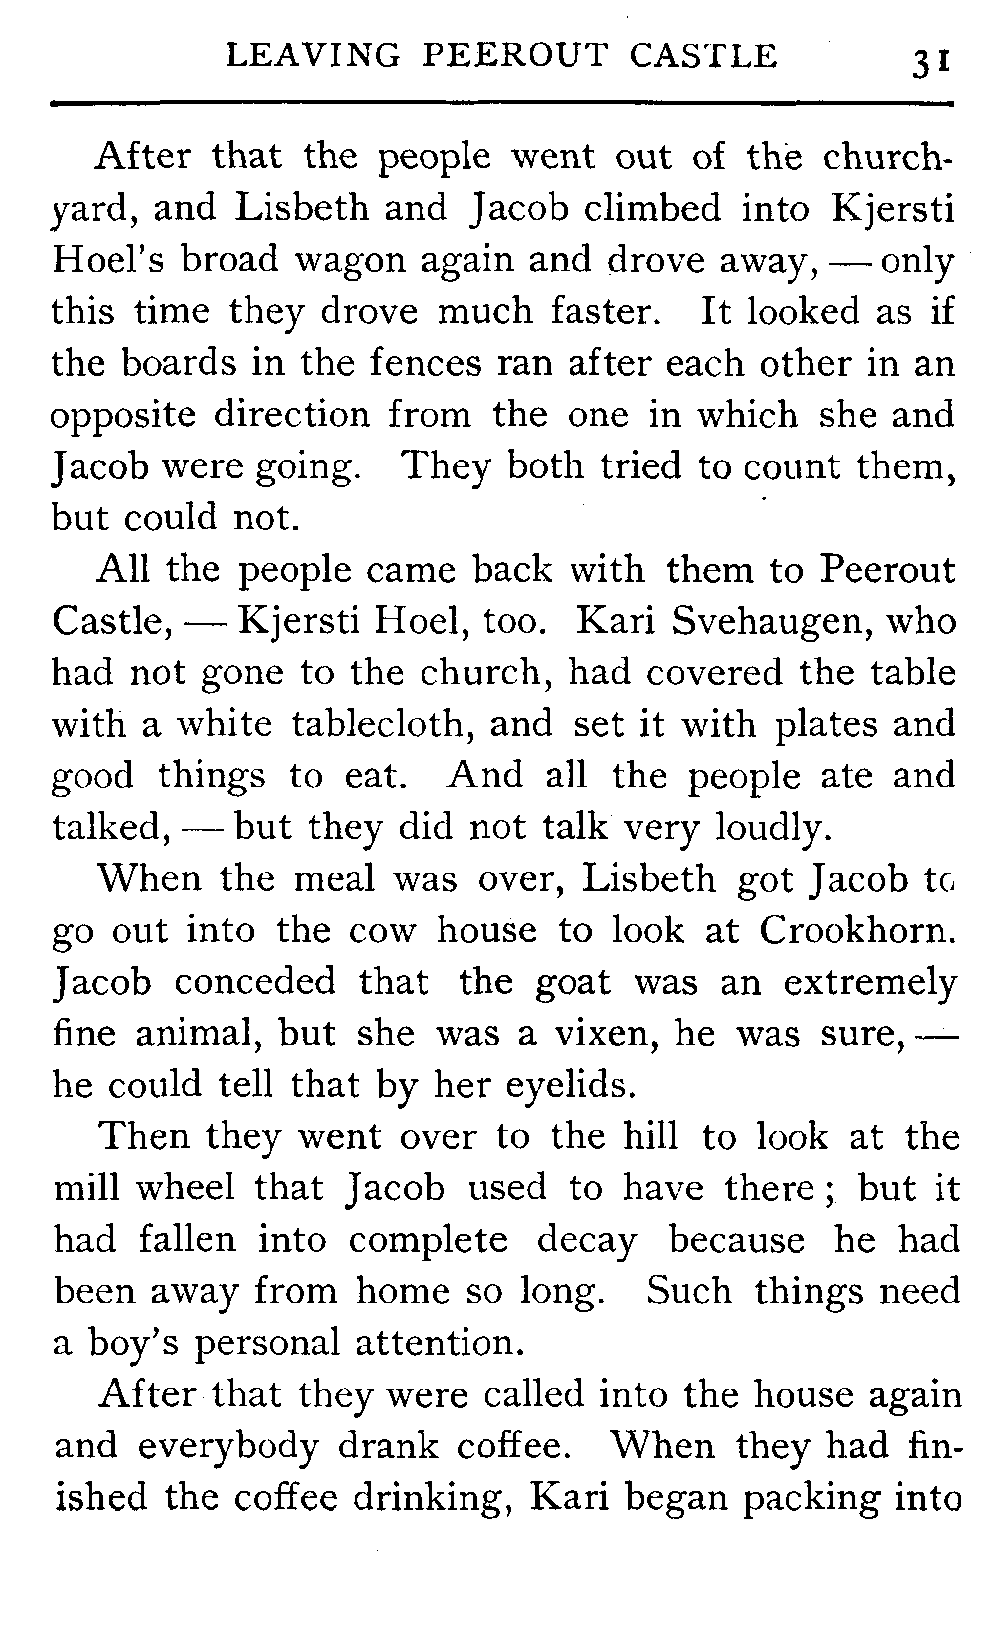 LEAVING PEEROUT CASTLE 31
After that the people went out of the church-
yard, and Lisbeth and Jacob climbed into Kjersti
Hoel's broad wagon again and drove away, — only
this time they drove much faster. It looked as if
the boards in the fences ran after each other in an
opposite direction from the one in which she and
Jacob were going. They both tried to count them,
but could not.
All the people came back with them to Peerout
Castle, — Kjersti Hoel, too. Kari Svehaugen, who
had not gone to the church, had covered the table
with a white tablecloth, and set it with plates and
good things to eat. And all the people ate and
talked, — but they did not talk very loudly.
When the meal was over, Lisbeth got Jacob to
go out into the cow house to look at Crookhorn.
Jacob conceded that the goat was an extremely
fine animal, but she was a vixen, he was sure, —
he could tell that by her eyelids.
Then they went over to the hill to look at the
mill wheel that Jacob used to have there; but it
had fallen into complete decay because he had
been away from home so long. Such things need
a boy's personal attention.
After that they were called into the house again
and everybody drank coffee. When they had fin-
ished the coffee drinking, Kari began packing into